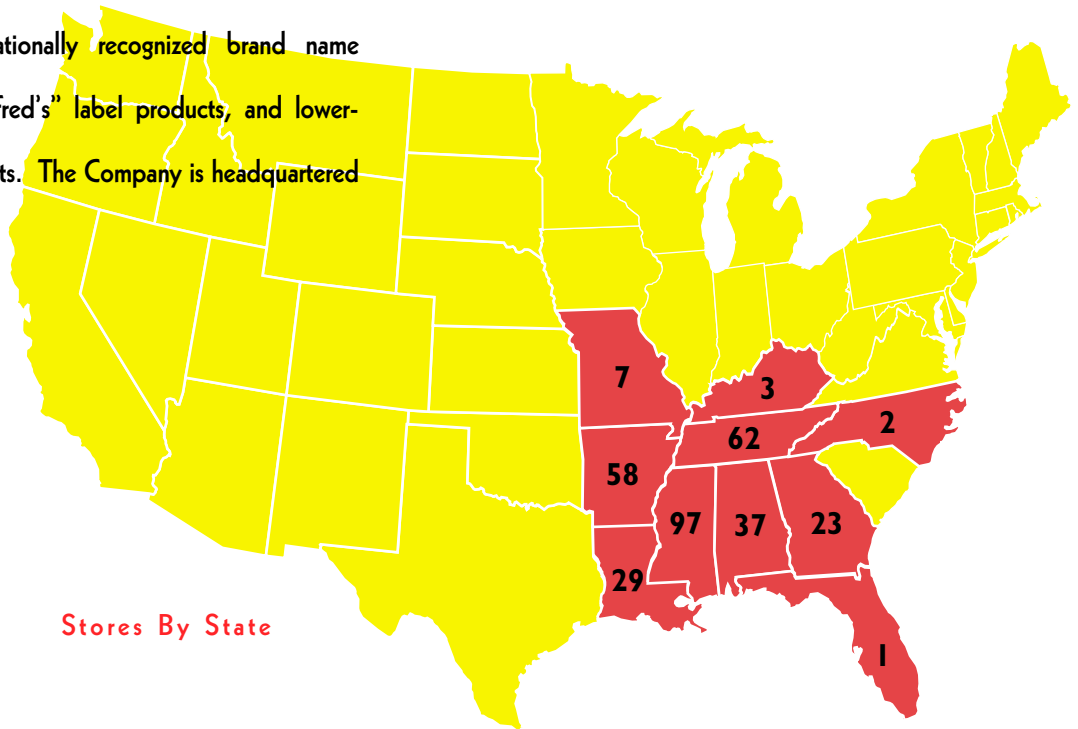 ationally recognized brand name
fred's” label products, and lower-
ts. The Company is headquartered
7
3
2
62
58
97
37
23
29
Stores By State
1